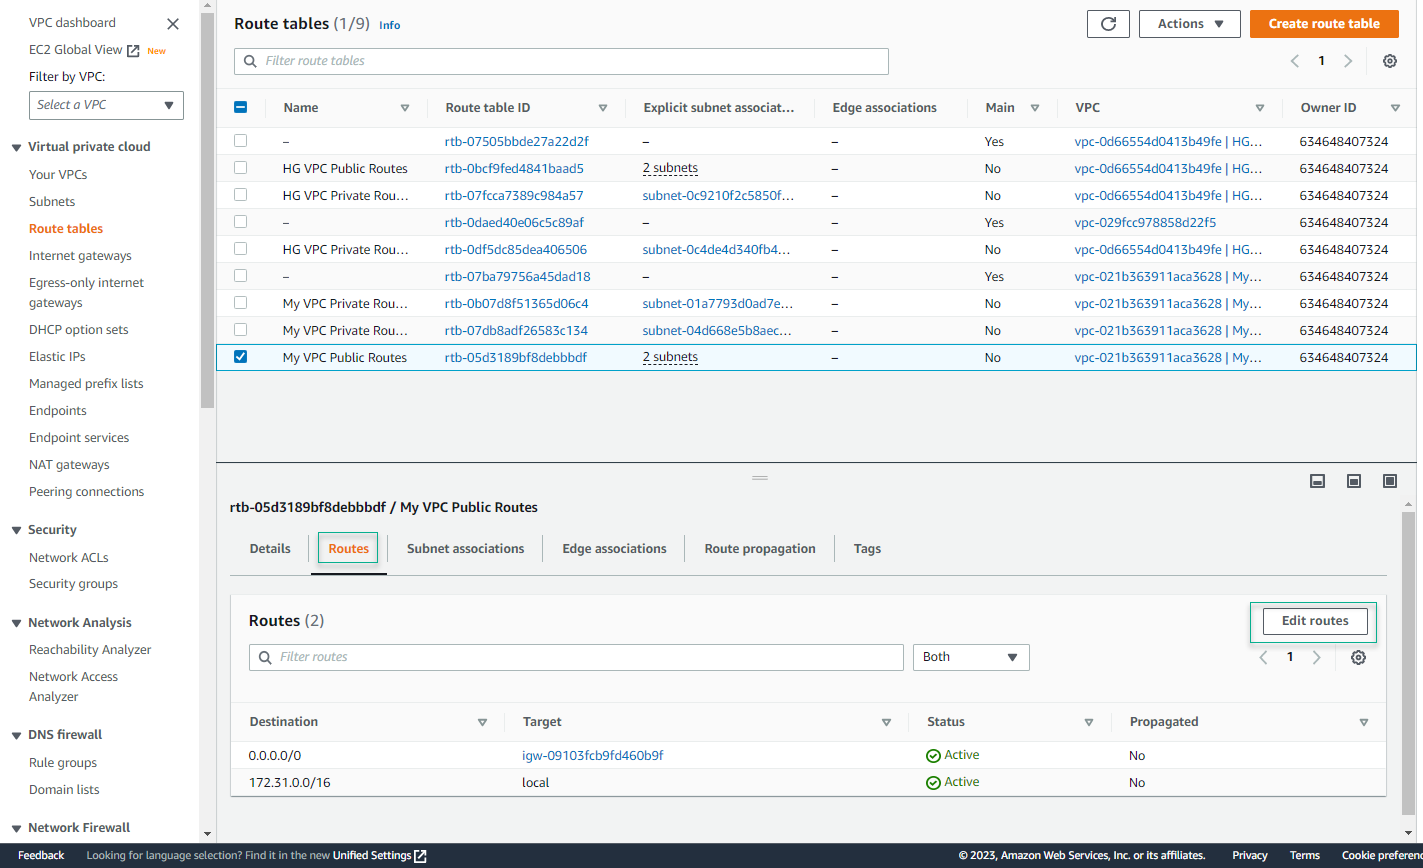 VPC dashboard
EC2 Global View New
Filter by VPC:
Select a VPC
Virtual private cloud
Your VPCs
Subnets
Route tables
Internet gateways
Egress-only internet
gateways
DHCP option sets
Elastic IPs
Managed prefix lists
Endpoints
Endpoint services
NAT gateways
Peering connections
Security
Network ACLs
Security groups
Network Analysis
Reachability Analyzer
Network Access
Analyzer
DNS firewall
Rule groups
Domain lists
Network Firewall
Route tables (1/9) Info
Actions
Create route table
Filter route tables
1
Name Route table ID Explicit subnet associat... Edge associations Main VPC Owner ID
– rtb-07505bbde27a22d2f – – Yes vpc-0d66554d0413b49fe | HG... 634648407324
HG VPC Public Routes rtb-0bcf9fed4841baad5 2 subnets – No vpc-0d66554d0413b49fe | HG... 634648407324
HG VPC Private Rou... rtb-07fcca7389c984a57 subnet-0c9210f2c5850f... – No vpc-0d66554d0413b49fe | HG... 634648407324
– rtb-0daed40e06c5c89af – – Yes vpc-029fcc978858d22f5 634648407324
HG VPC Private Rou... rtb-0df5dc85dea406506 subnet-0c4de4d340fb4... – No vpc-0d66554d0413b49fe | HG... 634648407324
– rtb-07ba79756a45dad18 – – Yes vpc-021b363911aca3628 | My... 634648407324
My VPC Private Rou... rtb-0b07d8f51365d06c4 subnet-01a7793d0ad7e... – No vpc-021b363911aca3628 | My... 634648407324
My VPC Private Rou... rtb-07db8adf26583c134 subnet-04d668e5b8aec... – No vpc-021b363911aca3628 | My... 634648407324
My VPC Public Routes rtb-05d3189bf8debbbdf 2 subnets – No vpc-021b363911aca3628 | My... 634648407324
rtb-05d3189bf8debbbdf / My VPC Public Routes
Details Routes Subnet associations Edge associations Route propagation Tags
Routes (2)
Edit routes
Filter routes
Both
1
Destination Target Status Propagated
0.0.0.0/0 igw-09103fcb9fd460b9f Active No
172.31.0.0/16 local Active No
Feedback Looking for language selection? Find it in the new Unified Settings © 2023, Amazon Web Services, Inc. or its affiliates. Privacy Terms Cookie preferen